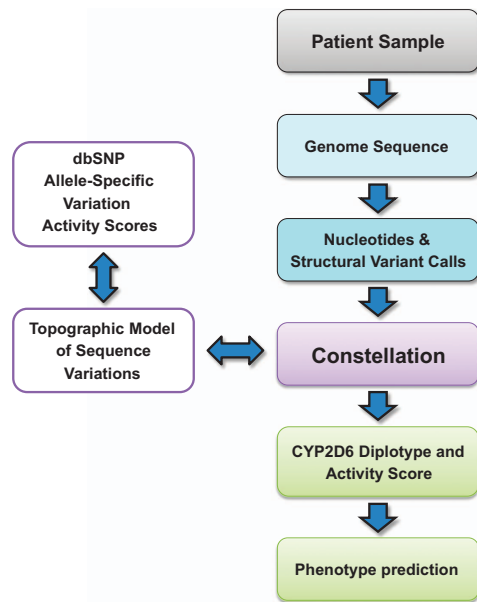 Patient Sample
Genome Sequence
Nucleotides &
Structural Variant Calls
dbSNP
Allele-Specific
Variation
Activity Scores
Topographic Model
of Sequence
Variations
Constellation
CYP2D6 Diplotype and
Activity Score
Phenotype prediction